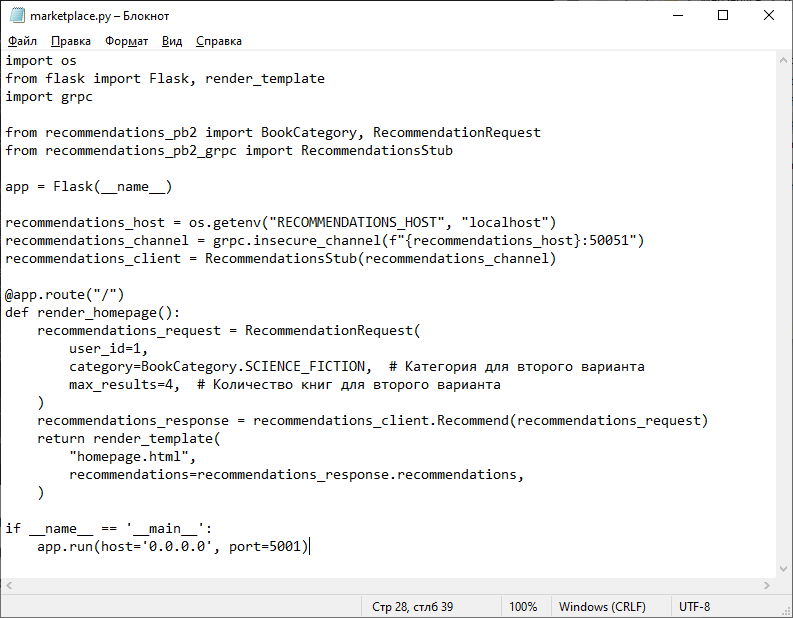 marketplace.py – Блокнот
Файл Правка Формат Вид Справка
import os
from flask import Flask, render_template
import grpc

from recommendations_pb2 import BookCategory, RecommendationRequest
from recommendations_pb2_grpc import RecommendationsStub

app = Flask(__name__)

recommendations_host = os.getenv("RECOMMENDATIONS_HOST", "localhost")
recommendations_channel = grpc.insecure_channel(f"{recommendations_host}:50051")
recommendations_client = RecommendationsStub(recommendations_channel)

@app.route("/")
def render_homepage():
    recommendations_request = RecommendationRequest(
        user_id=1,
        category=BookCategory.SCIENCE_FICTION,  # Категория для второго варианта
        max_results=4,  # Количество книг для второго варианта
    )
    recommendations_response = recommendations_client.Recommend(recommendations_request)
    return render_template(
        "homepage.html",
        recommendations=recommendations_response.recommendations,
    )

if __name__ == '__main__':
    app.run(host='0.0.0.0', port=5001)
Стр 28, стлб 39 100% Windows (CRLF) UTF-8